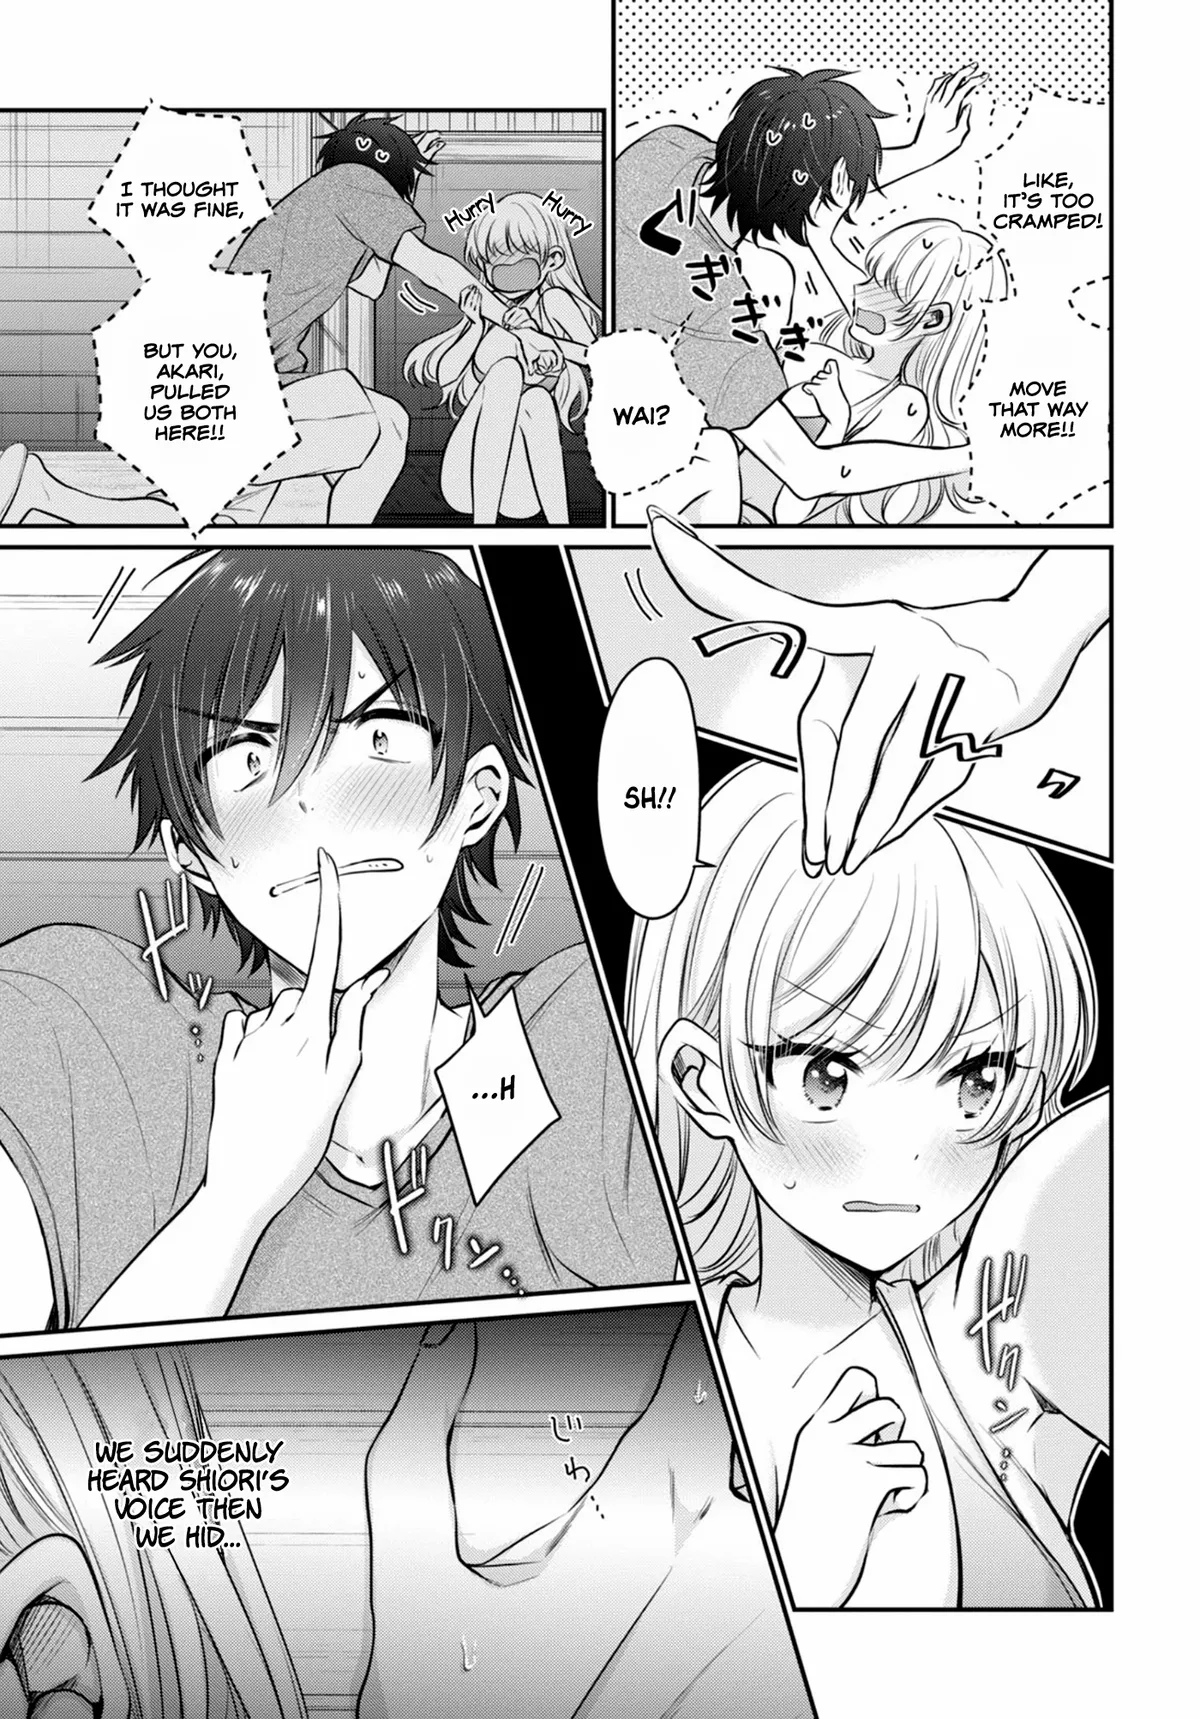 LIKE,
IT'S TOO
CRAMPED!
MOVE
THAT WAY
MORE!!
ぎ
ぎ
ぎ
WAI?
Hurry
Hurry
I THOUGHT
IT WAS FINE,
BUT YOU,
AKARI,
PULLED
US BOTH
HERE!!
SH!!
ドクン…
...H
ドク…
ドクン…
WE SUDDENLY
HEARD SHIORI'S
VOICE THEN
WE HID...
じわ